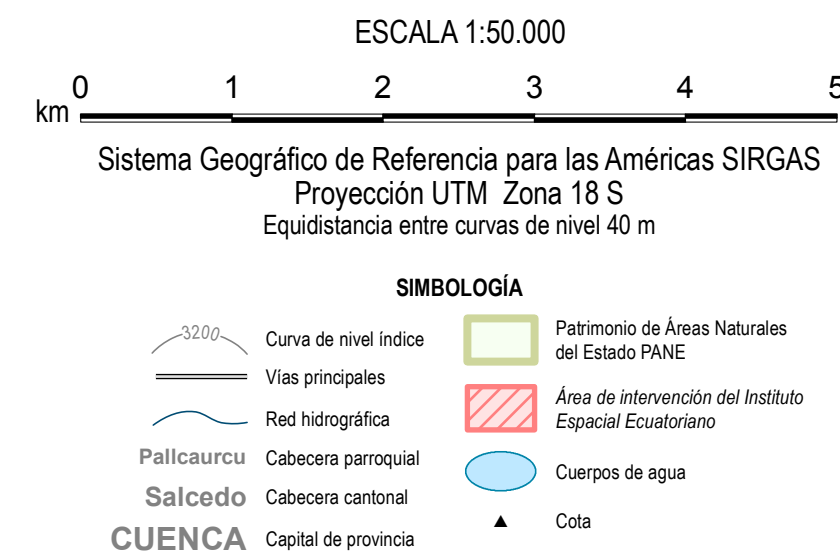 ESCALA 1:50.000
0 1 2 3 4 5
km
Sistema Geográfico de Referencia para las Américas SIRGAS
Proyección UTM Zona 18 S
Equidistancia entre curvas de nivel 40 m
SIMBOLOGÍA
3200
Curva de nivel índice
Vías principales
Red hidrográfica
Pallcaurcu Cabecera parroquial
Salcedo Cabecera cantonal
CUENCA Capital de provincia
Patrimonio de Áreas Naturales
del Estado PANE
Área de intervención del Instituto
Espacial Ecuatoriano
Cuerpos de agua
Cota